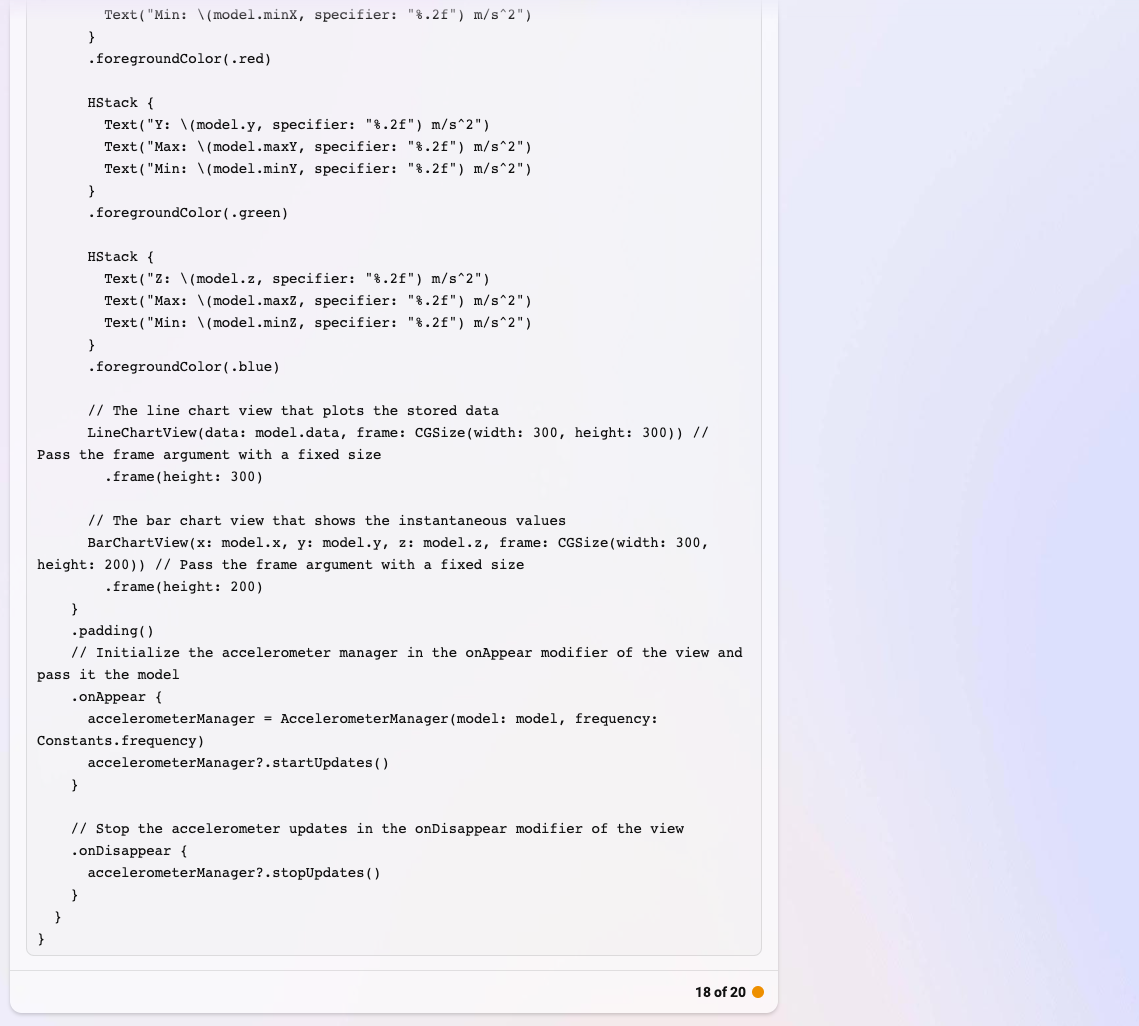 Text("Min: \(model.minX, specifier: "%.2f") m/s^2")
      }
      .foregroundColor(.red)

      HStack {
        Text("Y: \(model.y, specifier: "%.2f") m/s^2")
        Text("Max: \(model.maxY, specifier: "%.2f") m/s^2")
        Text("Min: \(model.minY, specifier: "%.2f") m/s^2")
      }
      .foregroundColor(.green)

      HStack {
        Text("Z: \(model.z, specifier: "%.2f") m/s^2")
        Text("Max: \(model.maxZ, specifier: "%.2f") m/s^2")
        Text("Min: \(model.minZ, specifier: "%.2f") m/s^2")
      }
      .foregroundColor(.blue)

      // The line chart view that plots the stored data
      LineChartView(data: model.data, frame: CGSize(width: 300, height: 300)) //
Pass the frame argument with a fixed size
        .frame(height: 300)

      // The bar chart view that shows the instantaneous values
      BarChartView(x: model.x, y: model.y, z: model.z, frame: CGSize(width: 300,
height: 200)) // Pass the frame argument with a fixed size
        .frame(height: 200)
    }
    .padding()
    // Initialize the accelerometer manager in the onAppear modifier of the view and
pass it the model
    .onAppear {
      accelerometerManager = AccelerometerManager(model: model, frequency:
Constants.frequency)
      accelerometerManager?.startUpdates()
    }

    // Stop the accelerometer updates in the onDisappear modifier of the view
    .onDisappear {
      accelerometerManager?.stopUpdates()
    }
  }
}
18 of 20